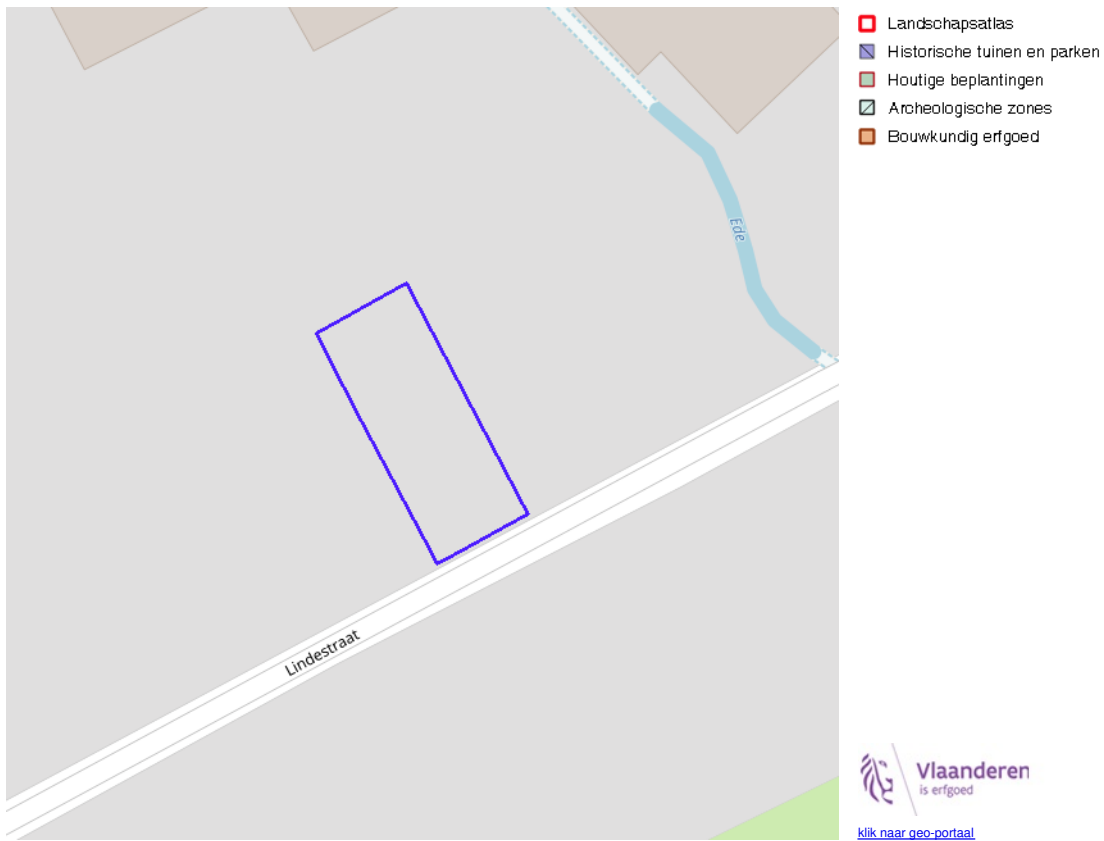 Landschapsatlas
Historische tuinen en parken
Houtige beplantingen
Archeologische zones
Bouwkundig erfgoed
Ede
Lindestraat
Vlaanderen
is erfgoed
klik naar geo-portaal